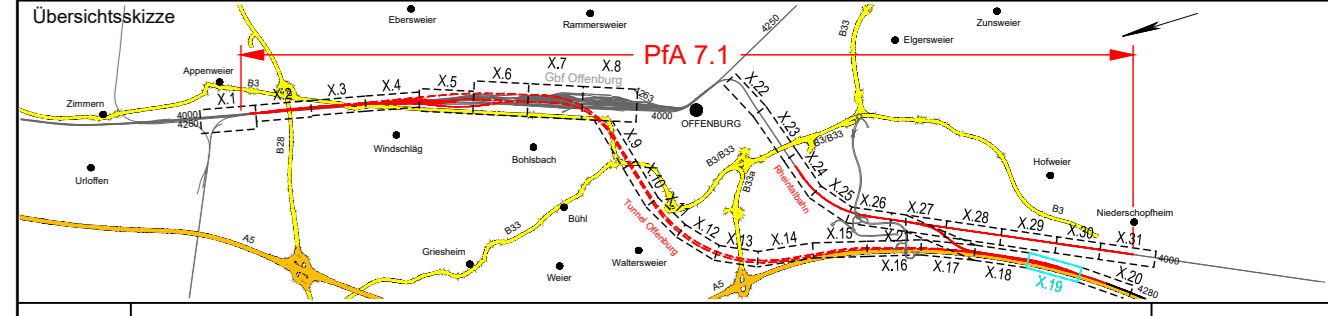 Übersichtsskizze
Ebersweier
Rammersweier
4250
B33
Zunsweier
Elgersweier
PfA 7.1
Appenweier
B3
X.1
X.2
X.3
X.4
X.5
X.6
X.7
X.8
Gbf Offenburg
4263
Zimmern
4000
4280
4000
OFFENBURG
X.22
X.23
X.24
X.25
X.26
X.27
X.28
X.29
X.30
X.31
B28
Windschläg
Bohlsbach
B3/B33
B3/B33
B33a
Rheintalbahn
Hofweier
B3
Niederschopfheim
4000
Urloffen
X.9
X.10
X.11
X.12
X.13
X.14
X.15
X.21
X.16
X.17
X.18
X.19
X.20
4280
Tunnel Offenburg
Bühl
B33
A5
Griesheim
Weier
Waltersweier
A5